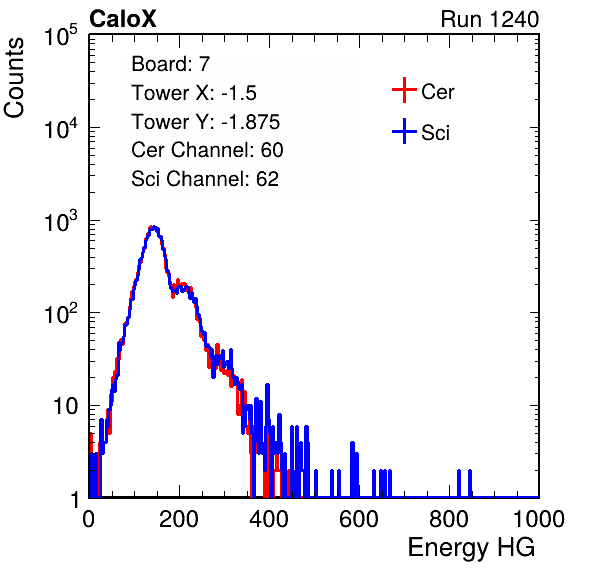 CaloX Run 1240
Counts
Board: 7
Tower X: -1.5
Tower Y: -1.875
Cer Channel: 60
Sci Channel: 62
Cer
Sci
10^5
10^4
10^3
10^2
10
1
0 200 400 600 800 1000
Energy HG